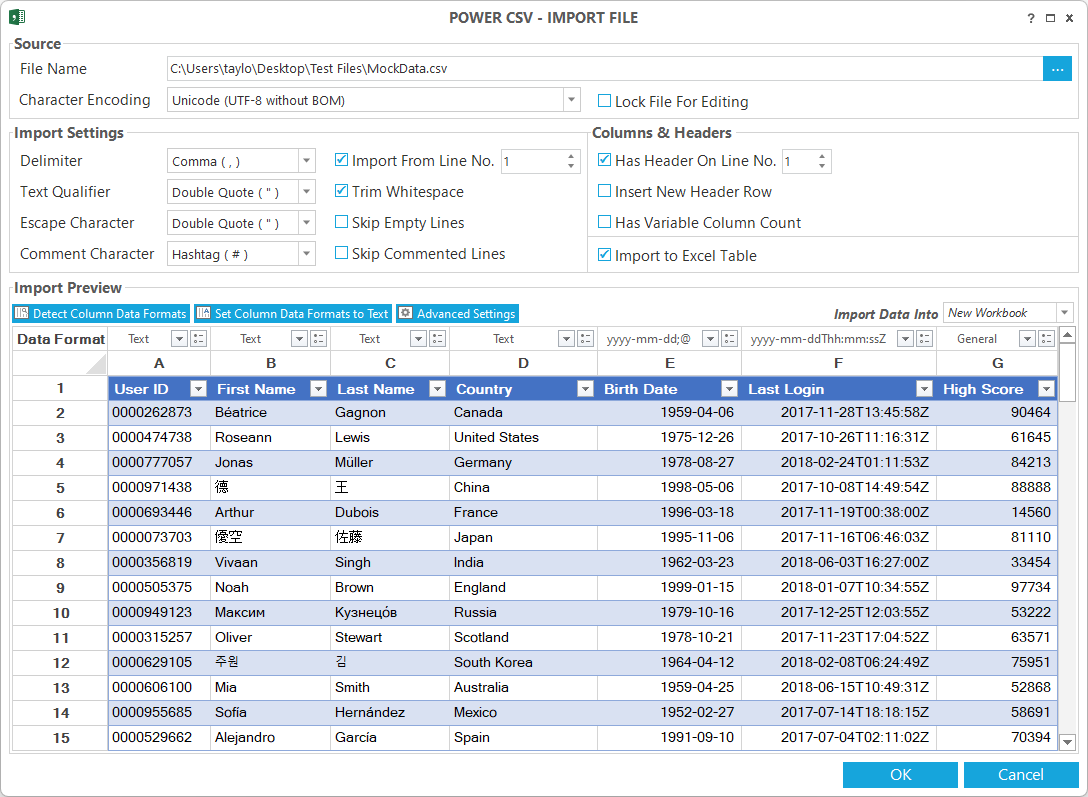 POWER CSV - IMPORT FILE
?
Source
File Name C:\Users\taylo\Desktop\Test Files\MockData.csv ...
Character Encoding Unicode (UTF-8 without BOM) Lock File For Editing
Import Settings Columns & Headers
Delimiter Comma ( , ) Import From Line No. 1 Has Header On Line No. 1
Text Qualifier Double Quote ( " ) Trim Whitespace Insert New Header Row
Escape Character Double Quote ( " ) Skip Empty Lines Has Variable Column Count
Comment Character Hashtag ( # ) Skip Commented Lines Import to Excel Table
Import Preview
Detect Column Data Formats Set Column Data Formats to Text Advanced Settings Import Data Into New Workbook
Data Format Text Text Text Text yyyy-mm-dd;@ yyyy-mm-ddThh:mm:ssZ General
A B C D E F G
1 User ID First Name Last Name Country Birth Date Last Login High Score
2 0000262873 Béatrice Gagnon Canada 1959-04-06 2017-11-28T13:45:58Z 90464
3 0000474738 Roseann Lewis United States 1975-12-26 2017-10-26T11:16:31Z 61645
4 0000777057 Jonas Müller Germany 1978-08-27 2018-02-24T01:11:53Z 84213
5 0000971438 德 王 China 1998-05-06 2017-10-08T14:49:54Z 88888
6 0000693446 Arthur Dubois France 1996-03-18 2017-11-19T00:38:00Z 14560
7 0000073703 優空 佐藤 Japan 1995-11-06 2017-11-16T06:46:03Z 81110
8 0000356819 Vivaan Singh India 1962-03-23 2018-06-03T16:27:00Z 33454
9 0000505375 Noah Brown England 1999-01-15 2018-01-07T10:34:55Z 97734
10 0000949123 Максим Кузнецо́в Russia 1979-10-16 2017-12-25T12:03:55Z 53222
11 0000315257 Oliver Stewart Scotland 1978-10-21 2017-11-23T17:04:52Z 63571
12 0000629105 주원 김 South Korea 1964-04-12 2018-02-08T06:24:49Z 75951
13 0000606100 Mia Smith Australia 1959-04-25 2018-06-15T10:49:31Z 52868
14 0000955685 Sofía Hernández Mexico 1952-02-27 2017-07-14T18:18:15Z 58691
15 0000529662 Alejandro García Spain 1991-09-10 2017-07-04T02:11:02Z 70394
OK Cancel